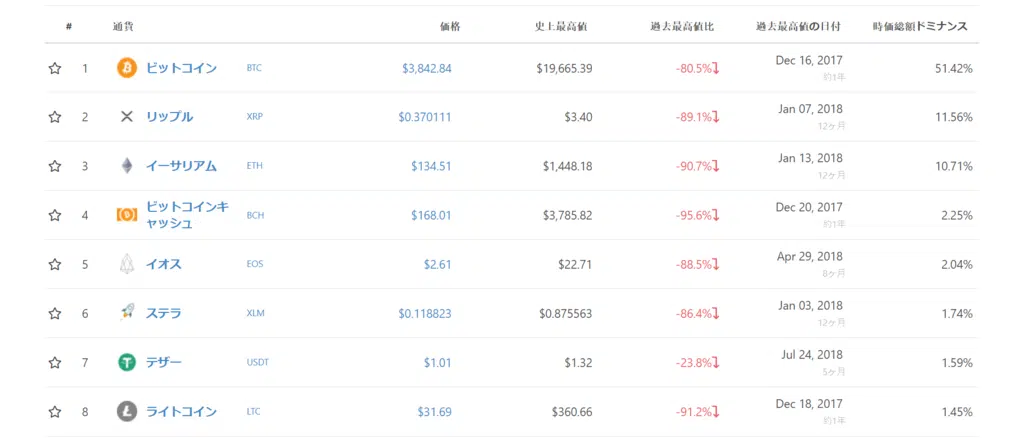 # 通貨 価格 史上最高値 過去最高値比 過去最高値の日付 時価総額ドミナンス
1 ビットコイン BTC $3,842.84 $19,665.39 -80.5% Dec 16, 2017 51.42%
約1年
2 リップル XRP $0.370111 $3.40 -89.1% Jan 07, 2018 11.56%
12ヶ月
3 イーサリアム ETH $134.51 $1,448.18 -90.7% Jan 13, 2018 10.71%
12ヶ月
4 ビットコインキ BCH $168.01 $3,785.82 -95.6% Dec 20, 2017 2.25%
ャッシュ 約1年
5 イオス EOS $2.61 $22.71 -88.5% Apr 29, 2018 2.04%
8ヶ月
6 ステラ XLM $0.118823 $0.875563 -86.4% Jan 03, 2018 1.74%
12ヶ月
7 テザー USDT $1.01 $1.32 -23.8% Jul 24, 2018 1.59%
5ヶ月
8 ライトコイン LTC $31.69 $360.66 -91.2% Dec 18, 2017 1.45%
約1年